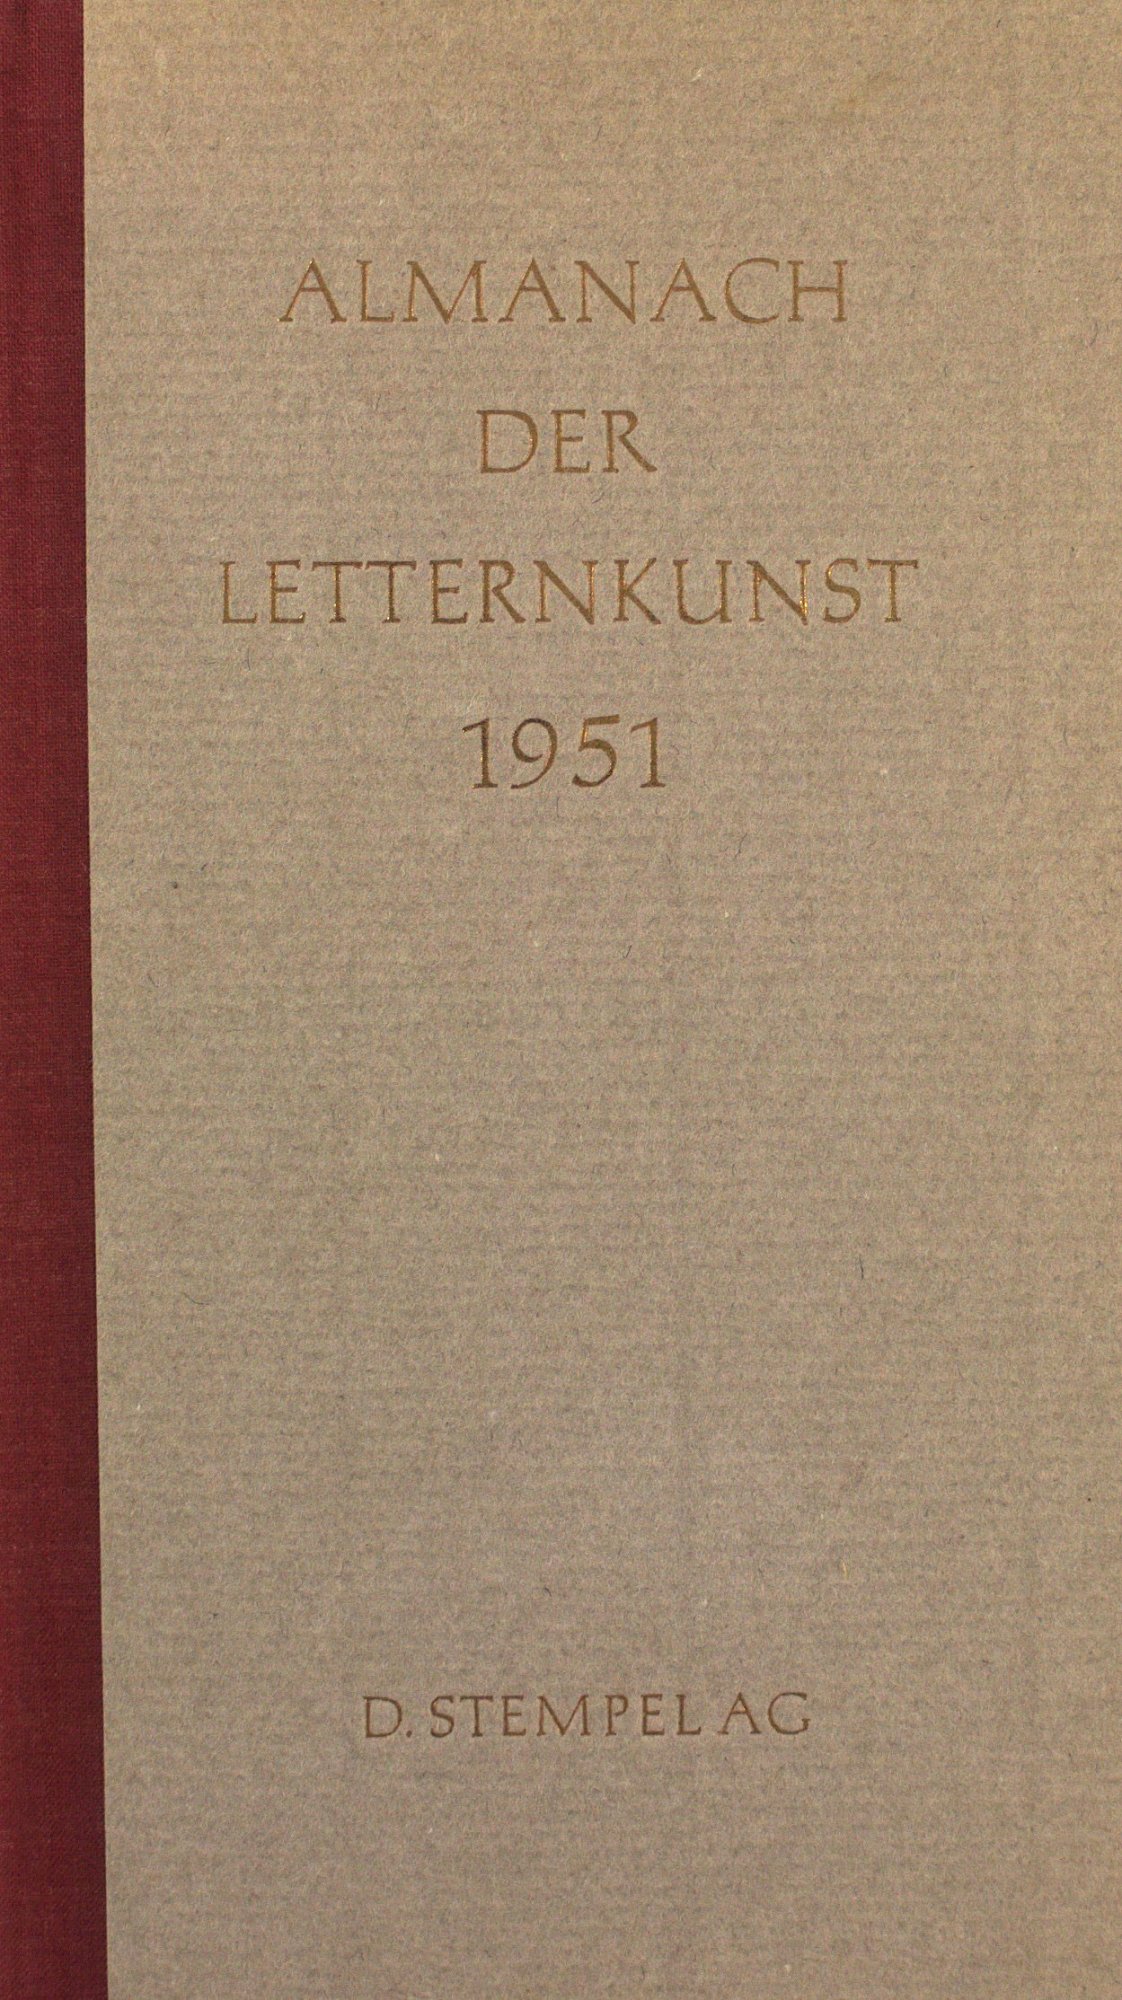 ALMANACH
DER
LETTERNKUNST
1951
D. STEMPEL AG